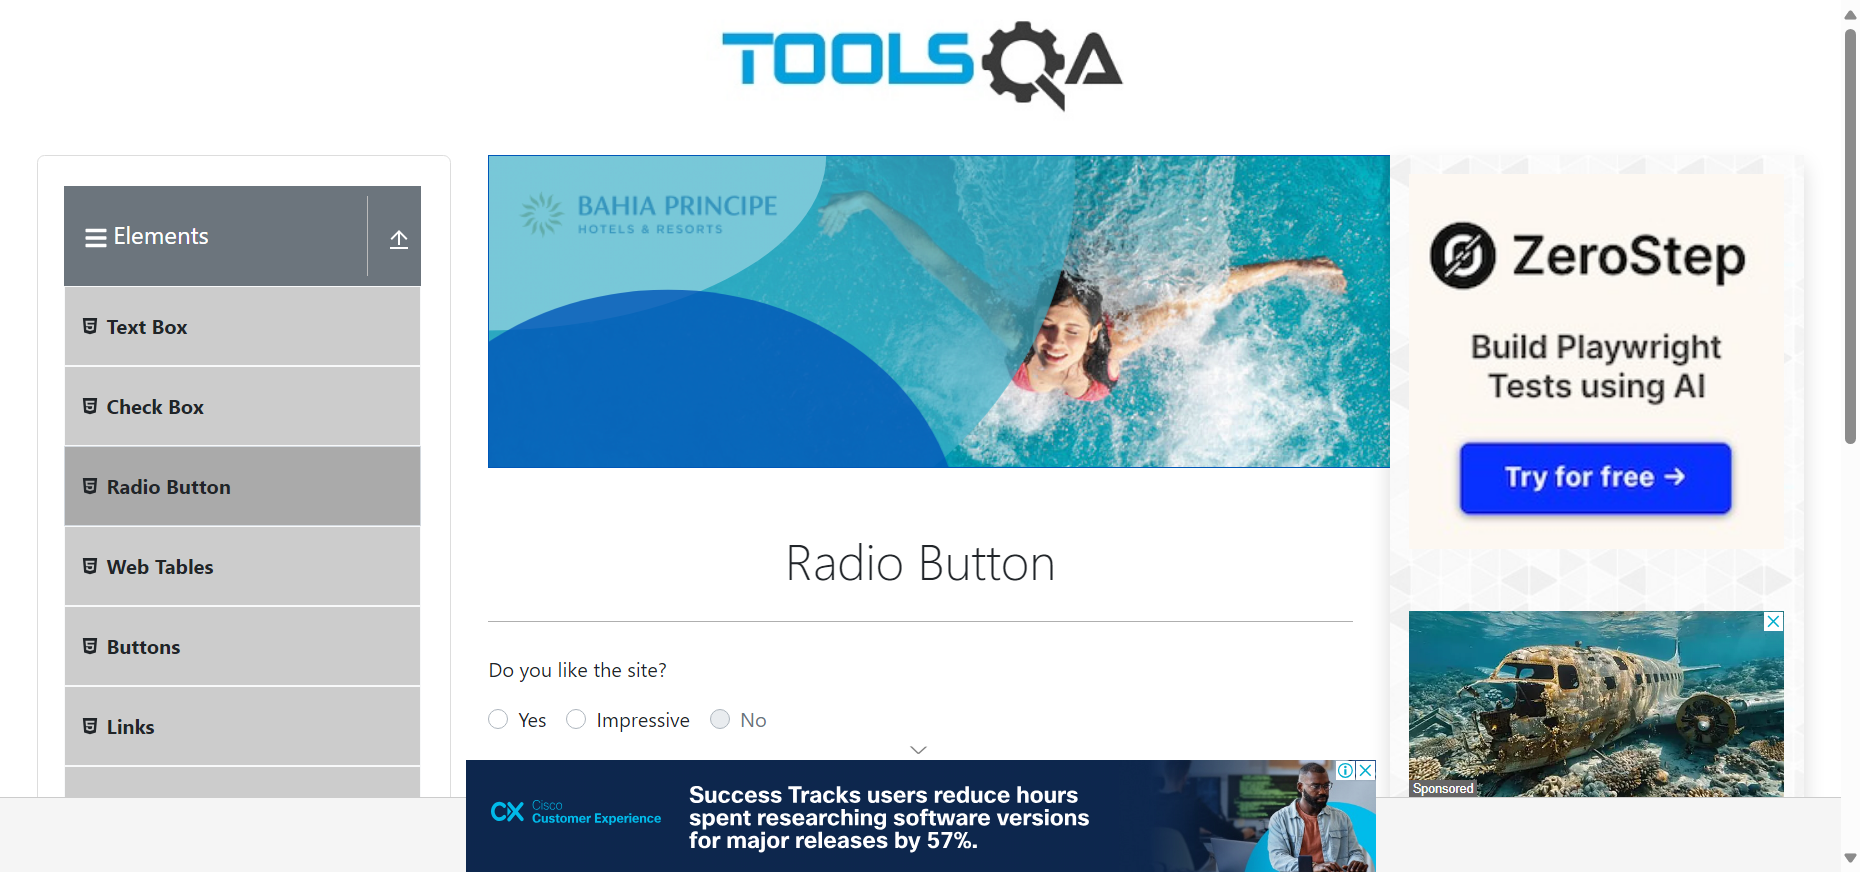 TOOLSQA
Elements
Text Box
Check Box
Radio Button
Web Tables
Buttons
Links
BAHIA PRINCIPE
HOTELS & RESORTS
Radio Button
Do you like the site?
Yes
Impressive
No
CX Cisco
Customer Experience
Success Tracks users reduce hours
spent researching software versions
for major releases by 57%.
ZeroStep
Build Playwright
Tests using AI
Try for free →
Sponsored